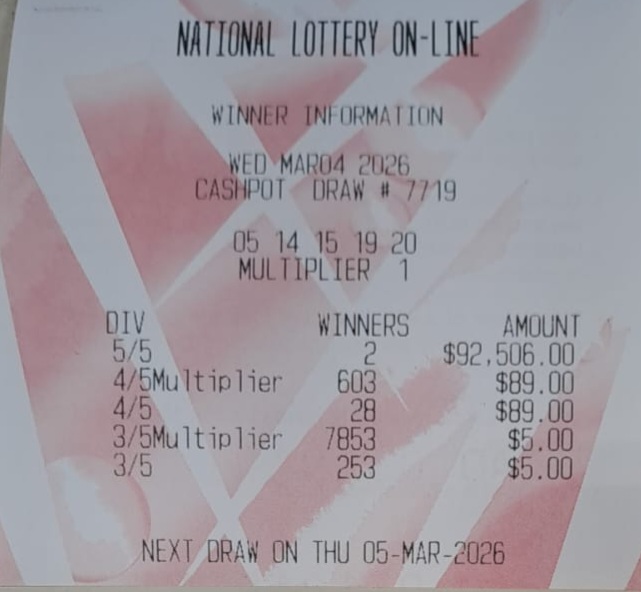 NATIONAL LOTTERY ON-LINE
WINNER INFORMATION
WED MAR04 2026
CASHPOT DRAW # 7719
05 14 15 19 20
MULTIPLIER 1
DIV WINNERS AMOUNT
5/5 2 $92,506.00
4/5Multiplier 603 $89.00
4/5 28 $89.00
3/5Multiplier 7853 $5.00
3/5 253 $5.00
NEXT DRAW ON THU 05-MAR-2026